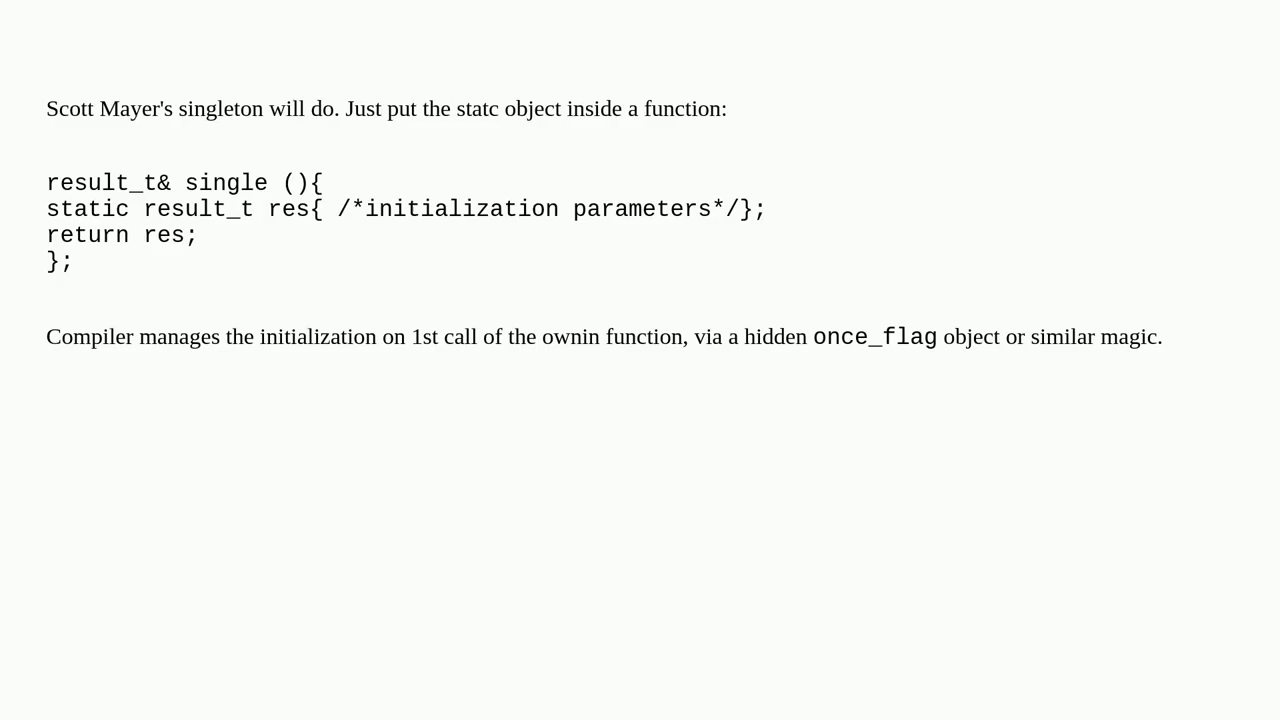 Scott Mayer's singleton will do. Just put the statc object inside a function:
result_t& single (){
static result_t res{ /*initialization parameters*/};
return res;
};
Compiler manages the initialization on 1st call of the ownin function, via a hidden once_flag object or similar magic.